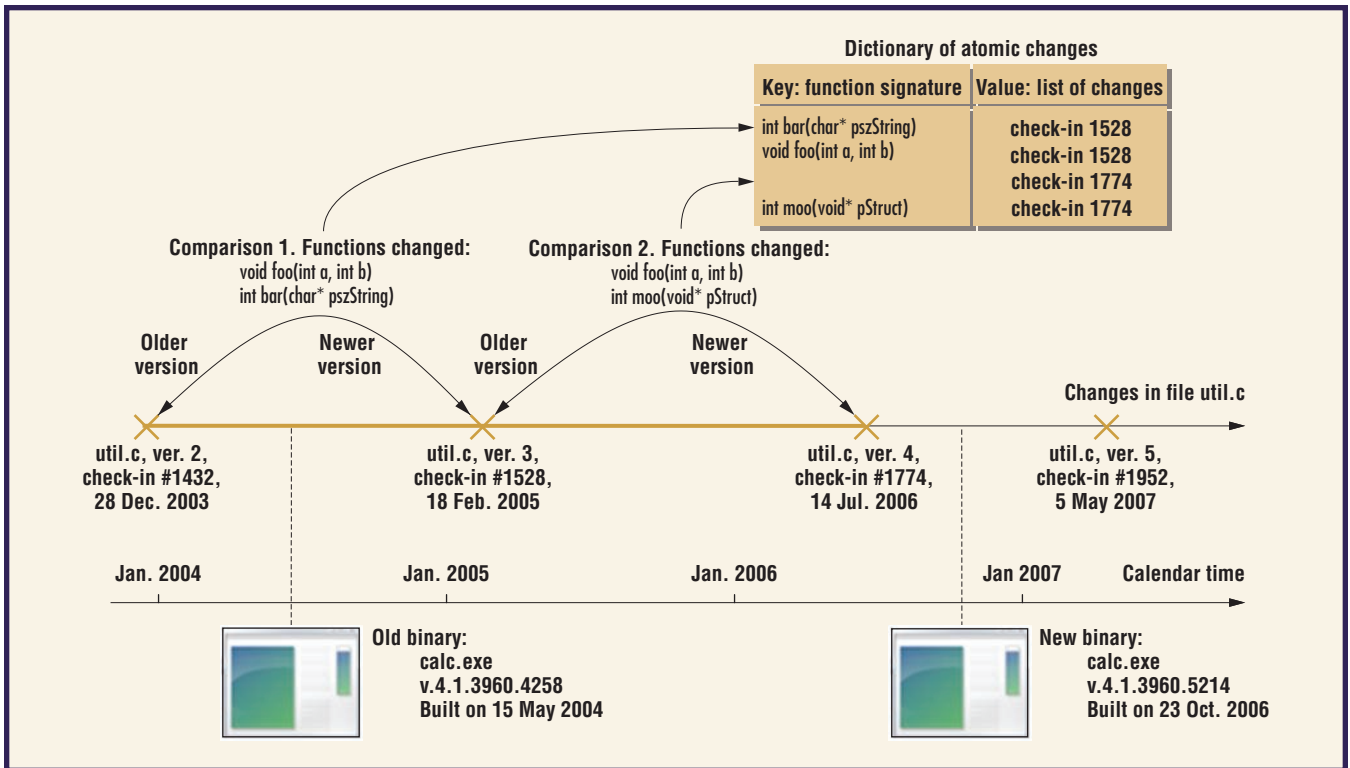 Dictionary of atomic changes
Key: function signature Value: list of changes
int bar(char* pszString) check-in 1528
void foo(int a, int b) check-in 1528
check-in 1774
int moo(void* pStruct) check-in 1774
Comparison 1. Functions changed:
void foo(int a, int b)
int bar(char* pszString)
Comparison 2. Functions changed:
void foo(int a, int b)
int moo(void* pStruct)
Older
version
Newer
version
Older
version
Newer
version
Changes in file util.c
util.c, ver. 2,
check-in #1432,
28 Dec. 2003
util.c, ver. 3,
check-in #1528,
18 Feb. 2005
util.c, ver. 4,
check-in #1774,
14 Jul. 2006
util.c, ver. 5,
check-in #1952,
5 May 2007
Jan. 2004 Jan. 2005 Jan. 2006 Jan 2007 Calendar time
Old binary:
calc.exe
v.4.1.3960.4258
Built on 15 May 2004
New binary:
calc.exe
v.4.1.3960.5214
Built on 23 Oct. 2006